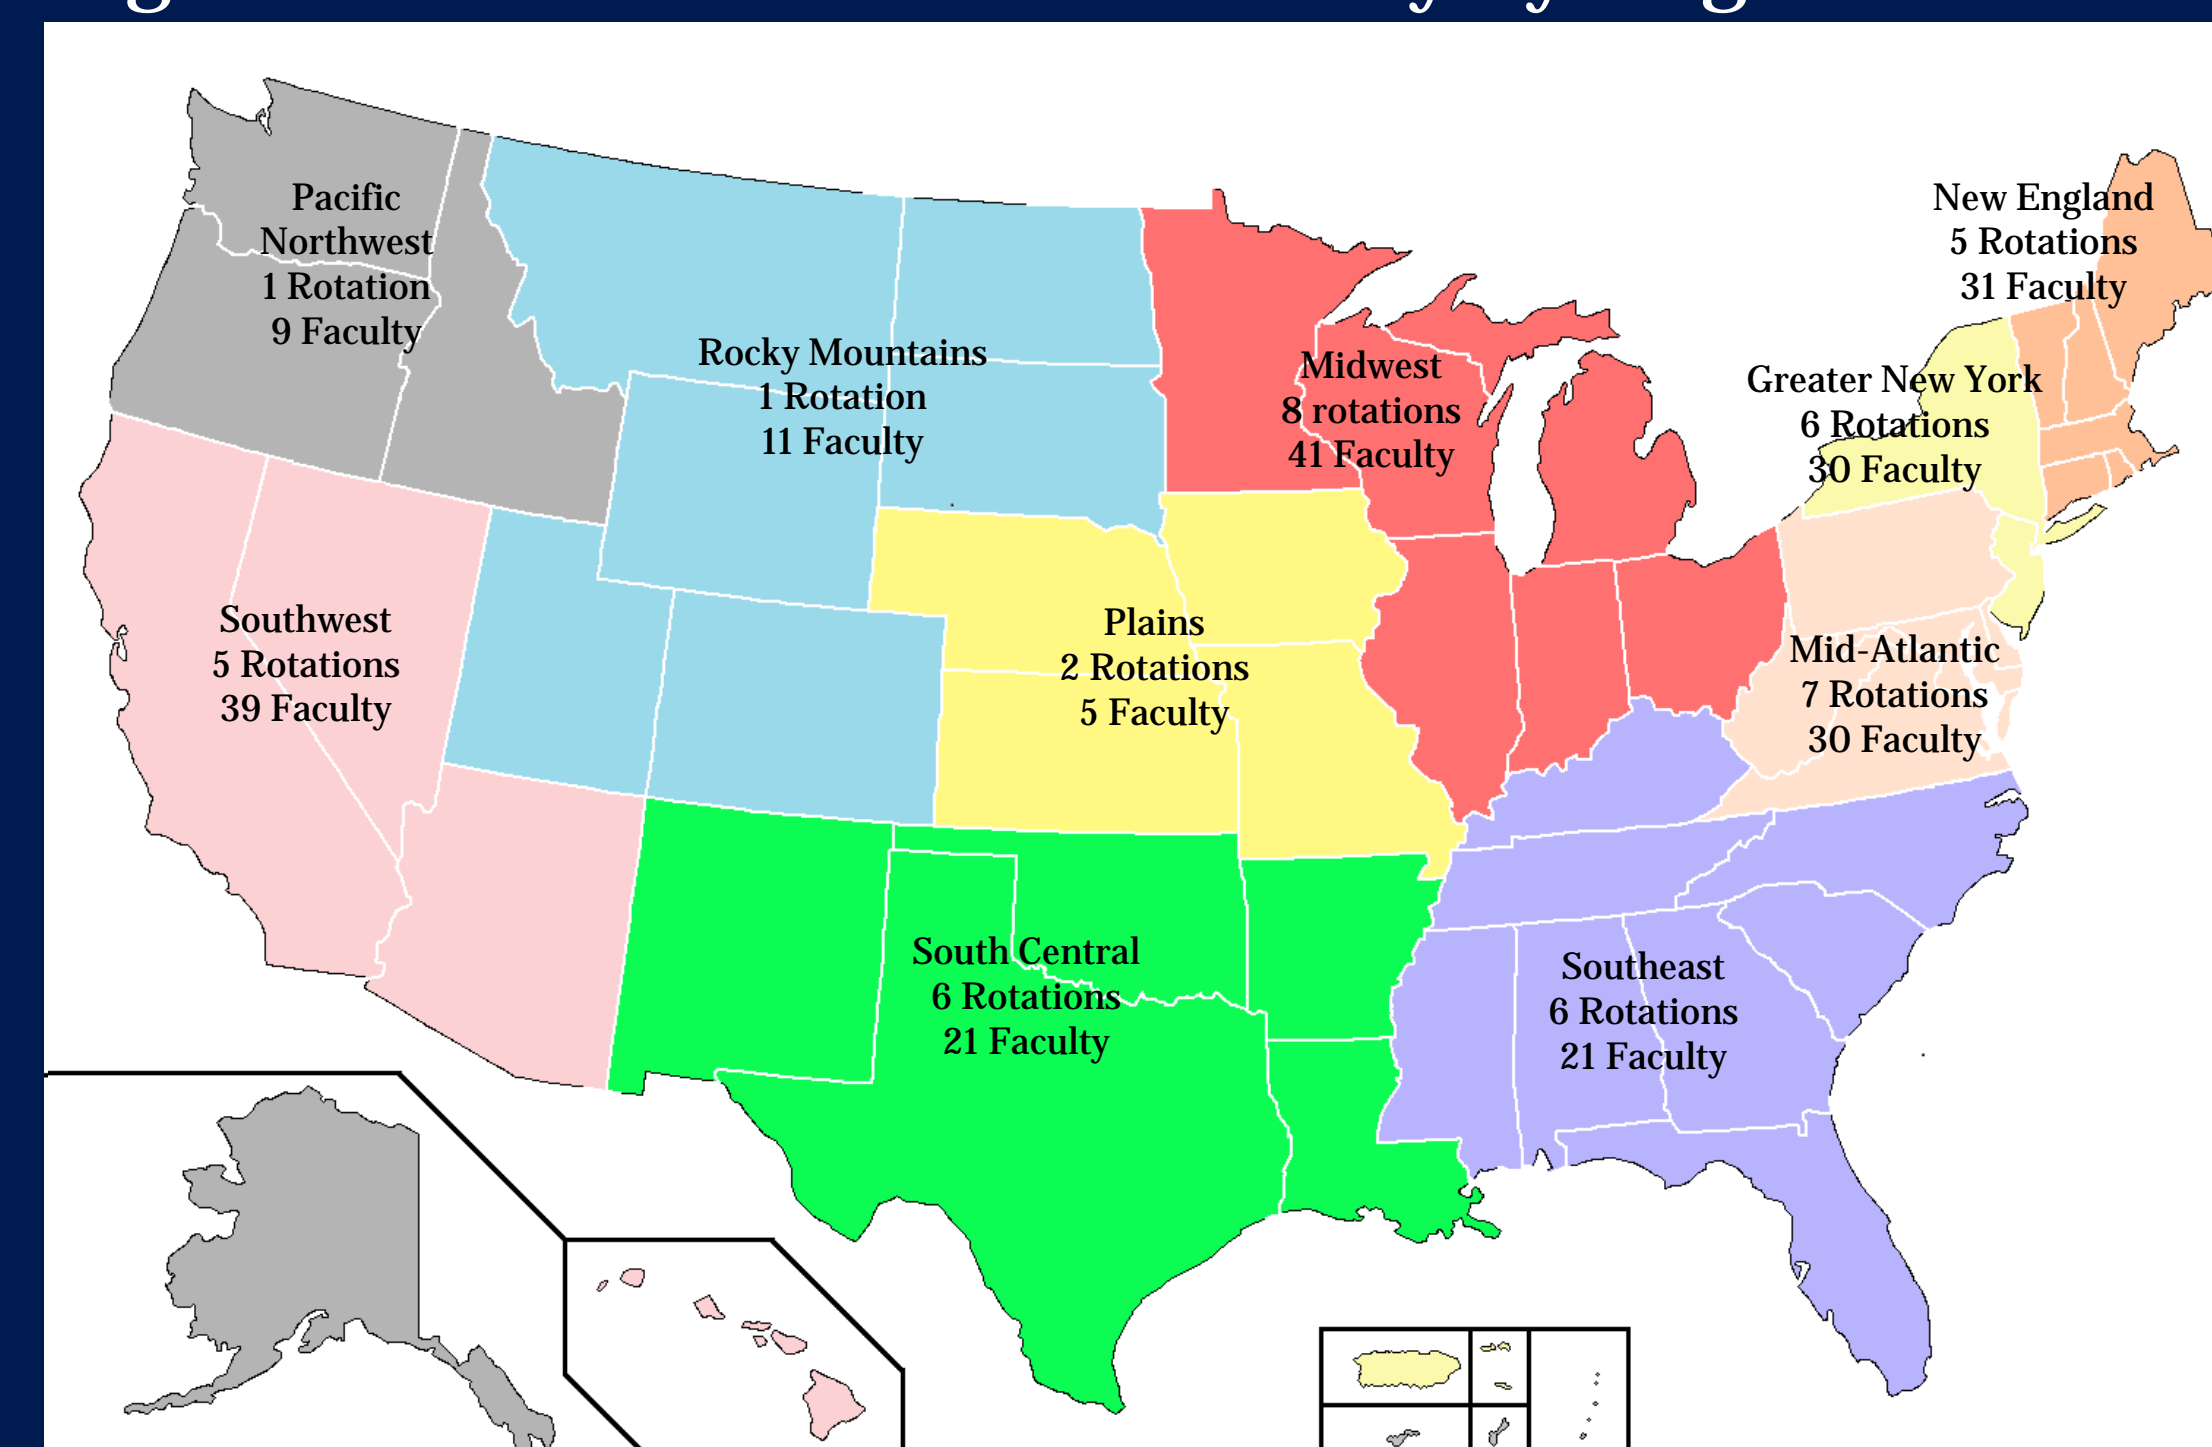 Pacific
Northwest
1 Rotation
9 Faculty
Rocky Mountains
1 Rotation
11 Faculty
Midwest
8 rotations
41 Faculty
New England
5 Rotations
31 Faculty
Greater New York
6 Rotations
30 Faculty
Southwest
5 Rotations
39 Faculty
Plains
2 Rotations
5 Faculty
Mid-Atlantic
7 Rotations
30 Faculty
South Central
6 Rotations
21 Faculty
Southeast
6 Rotations
21 Faculty